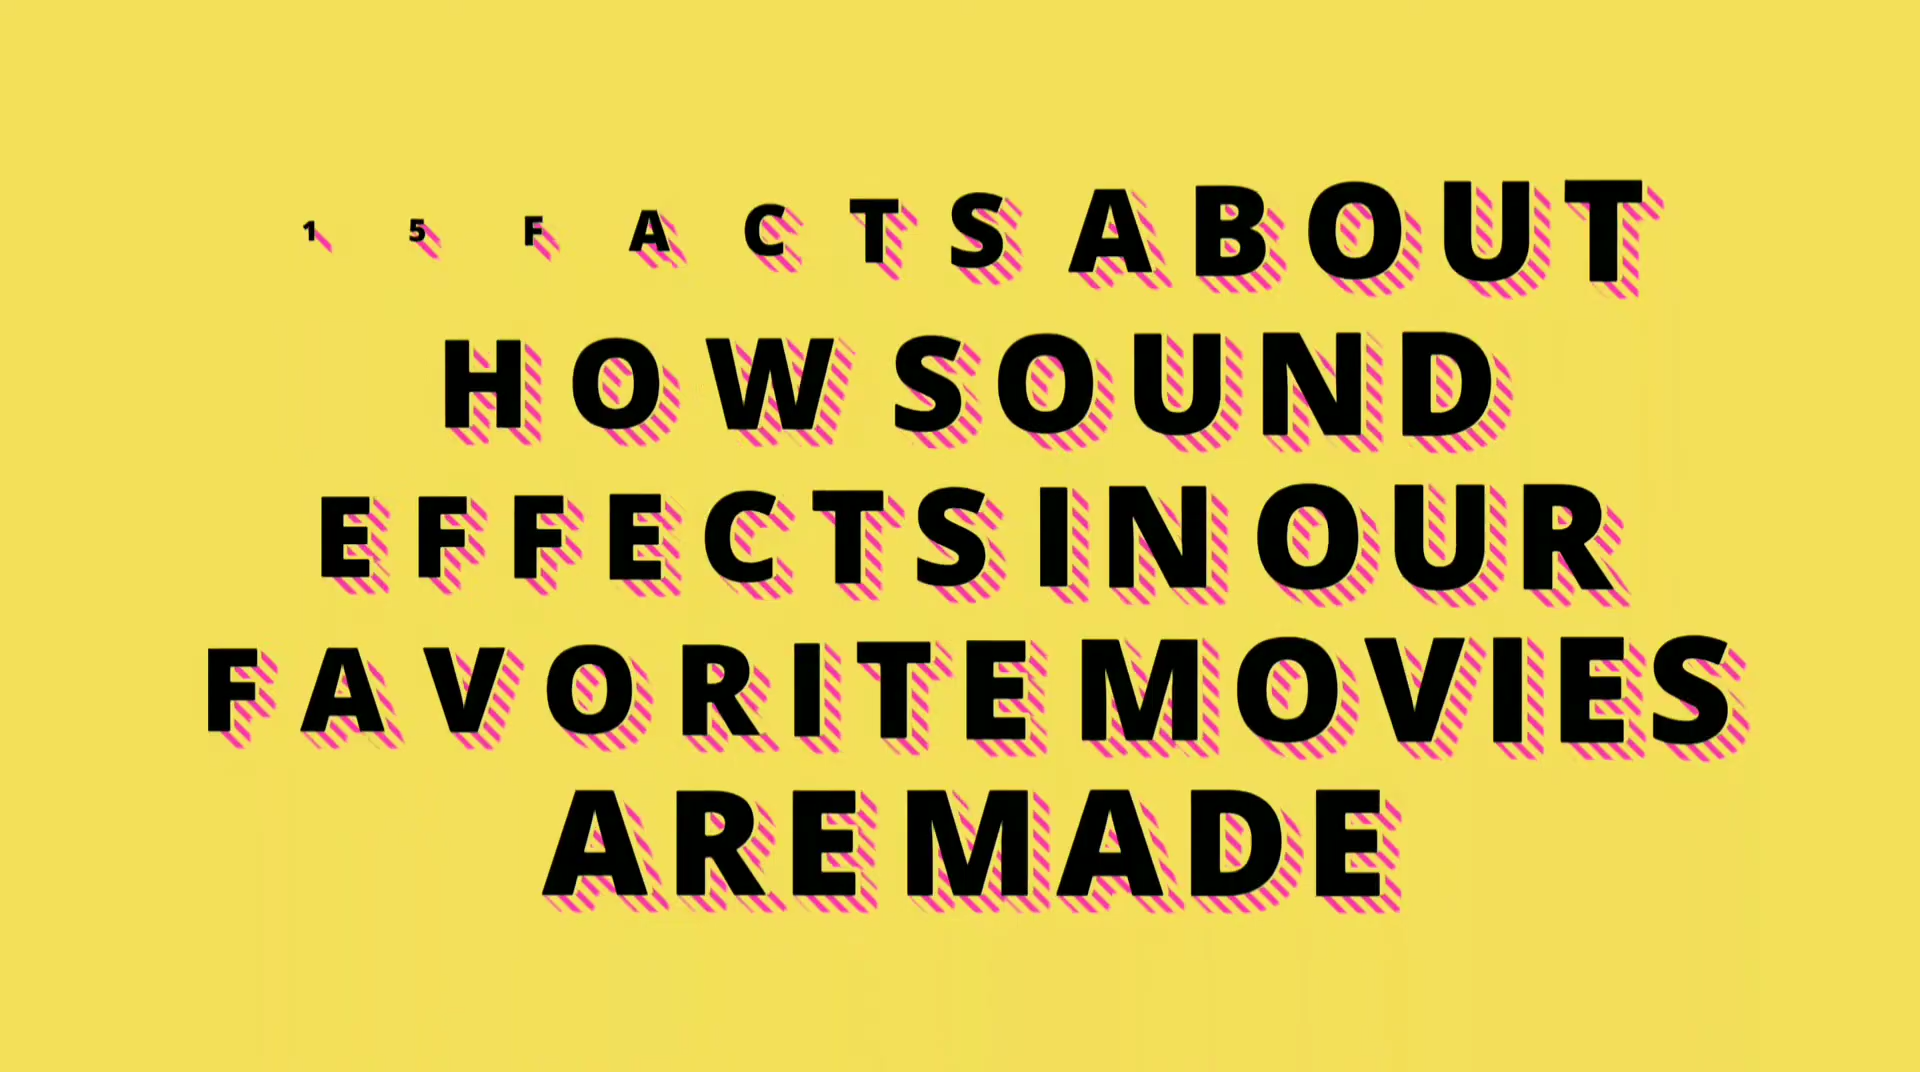 15 FACTS ABOUT
HOW SOUND
EFFECTS IN OUR
FAVORITE MOVIES
ARE MADE